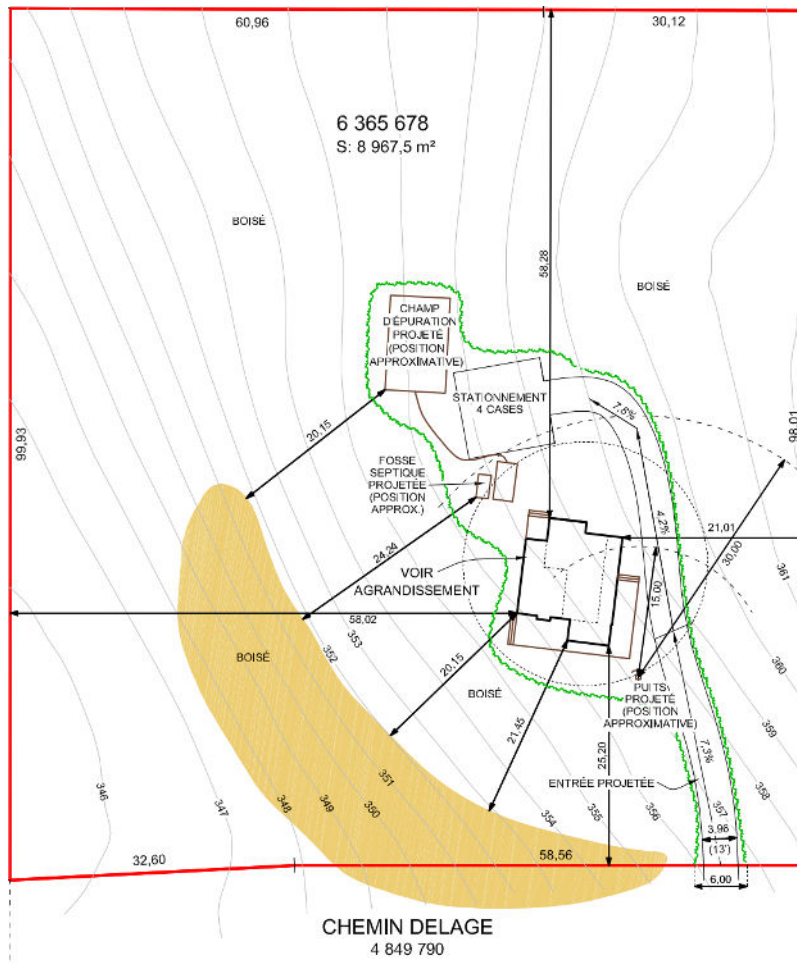 60,96
30,12
6 365 678
S: 8 967,5 m²
BOISÉ
58,28
BOISÉ
CHAMP
D'ÉPURATION
PROJETÉ
(POSITION
APPROXIMATIVE)
STATIONNEMENT
4 CASES
7,8%
99,93
98,01
20,15
FOSSE
SEPTIQUE
PROJETÉE
(POSITION
APPROX.)
4,2%
21,01
30,00
24,24
VOIR
AGRANDISSEMENT
361
15,00
58,02
353
352
BOISÉ
360
20,15
BOISÉ
PUITS
PROJETÉ
(POSITION
APPROXIMATIVE)
359
21,45
25,20
7,3%
351
ENTRÉE PROJETÉE
358
346
347
348
349
350
354
355
356
357
3,96
(13')
32,60
58,56
6,00
CHEMIN DELAGE
4 849 790